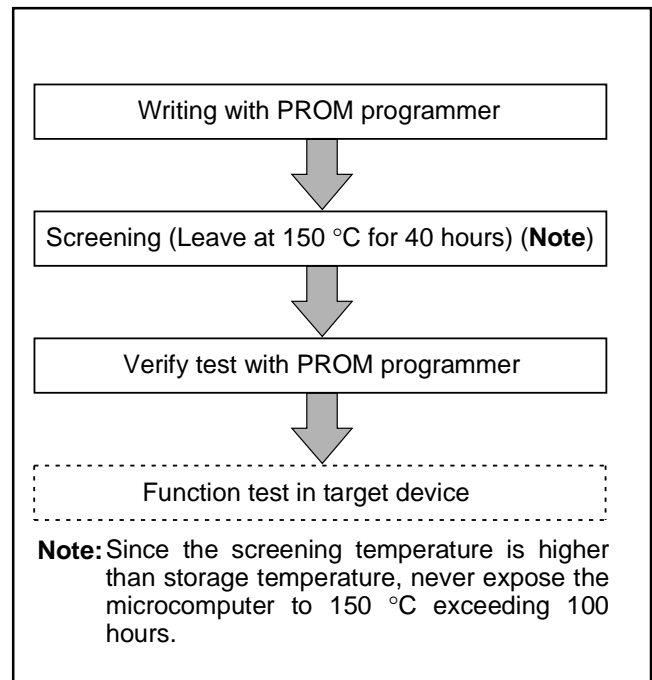 Writing with PROM programmer
Screening (Leave at 150 °C for 40 hours) (Note)
Verify test with PROM programmer
Function test in target device
Note: Since the screening temperature is higher
than storage temperature, never expose the
microcomputer to 150 °C exceeding 100
hours.